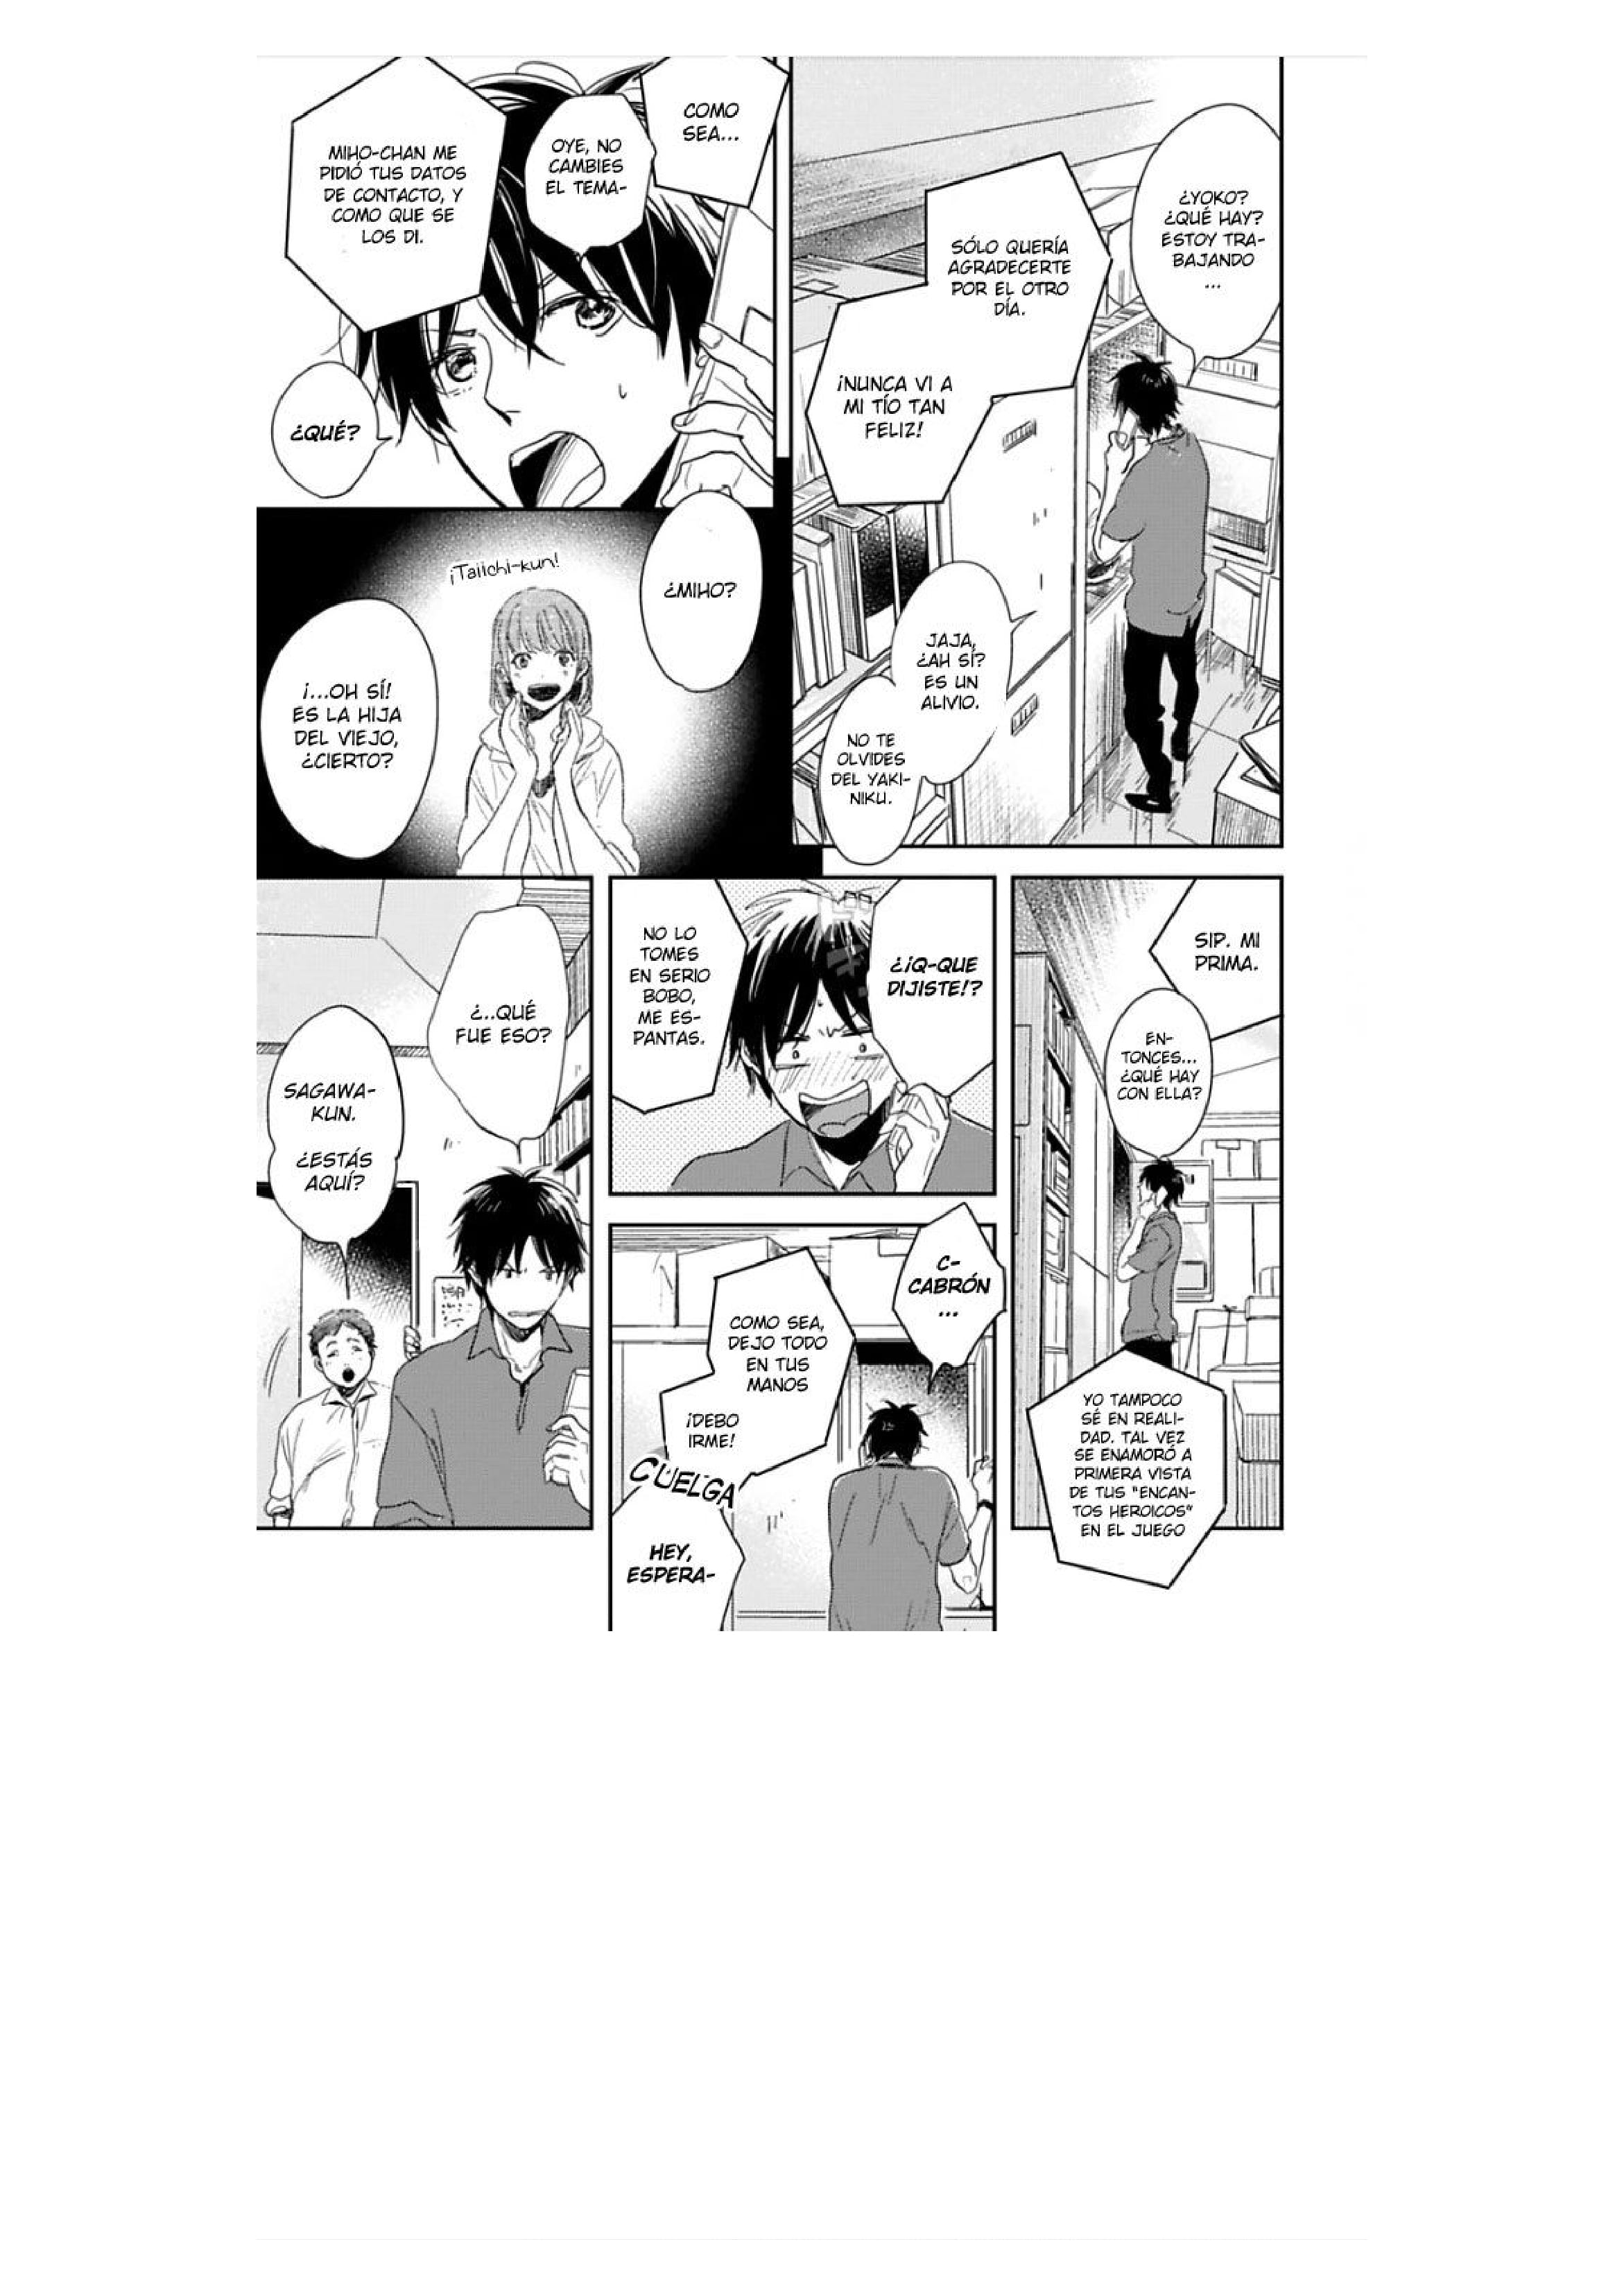 ¿YOKO?
¿QUÉ HAY?
ESTOY TRA-
BAJANDO
...
SÓLO QUERÍA
AGRADECERTE
POR EL OTRO
DÍA.
¡NUNCA VI A
MI TÍO TAN
FELIZ!
JAJA,
¿AH SÍ?
ES UN
ALIVIO.
NO TE
OLVIDES
DEL YAKI-
NIKU.
COMO
SEA...
OYE, NO
CAMBIES
EL TEMA-
MIHO-CHAN ME
PIDIÓ TUS DATOS
DE CONTACTO, Y
COMO QUE SE
LOS DI.
¿QUÉ?
¿MIHO?
¡Taiichi-kun!
¡...OH SÍ!
ES LA HIJA
DEL VIEJO,
¿CIERTO?
SIP. MI
PRIMA.
EN-
TONCES...
¿QUÉ HAY
CON ELLA?
YO TAMPOCO
SÉ EN REALI-
DAD. TAL VEZ
SE ENAMORÓ A
PRIMERA VISTA
DE TUS "ENCAN-
TOS HEROICOS"
EN EL JUEGO
¿¡Q-QUE
DIJISTE!?
NO LO
TOMES
EN SERIO
BOBO,
ME ES-
PANTAS.
C-
CABRÓN
...
COMO SEA,
DEJO TODO
EN TUS
MANOS
¡DEBO
IRME!
CUELGA
HEY,
ESPERA-
¿..QUÉ
FUE ESO?
SAGAWA-
KUN.
¿ESTÁS
AQUÍ?